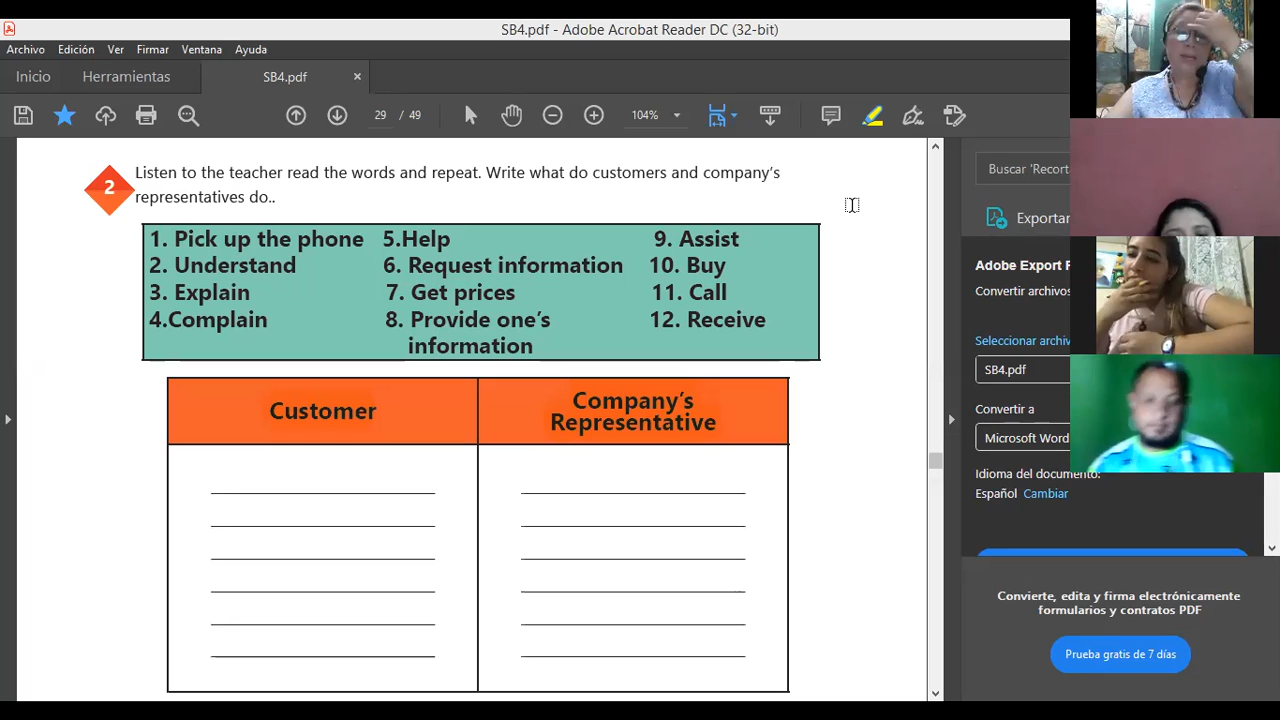 SB4.pdf - Adobe Acrobat Reader DC (32-bit)
Archivo Edición Ver Firmar Ventana Ayuda
Inicio Herramientas SB4.pdf ×
29 / 49 104%
2 Listen to the teacher read the words and repeat. Write what do customers and company's
representatives do..
1. Pick up the phone 5.Help 9. Assist
2. Understand 6. Request information 10. Buy
3. Explain 7. Get prices 11. Call
4.Complain 8. Provide one's 12. Receive
information
Customer
Company's
Representative
Buscar 'Recort
Exportar
Adobe Export
Convertir archivos
Seleccionar archiv
SB4.pdf
Convertir a
Microsoft Word
Idioma del documento:
Español Cambiar
Convierte, edita y firma electrónicamente
formularios y contratos PDF
Prueba gratis de 7 días